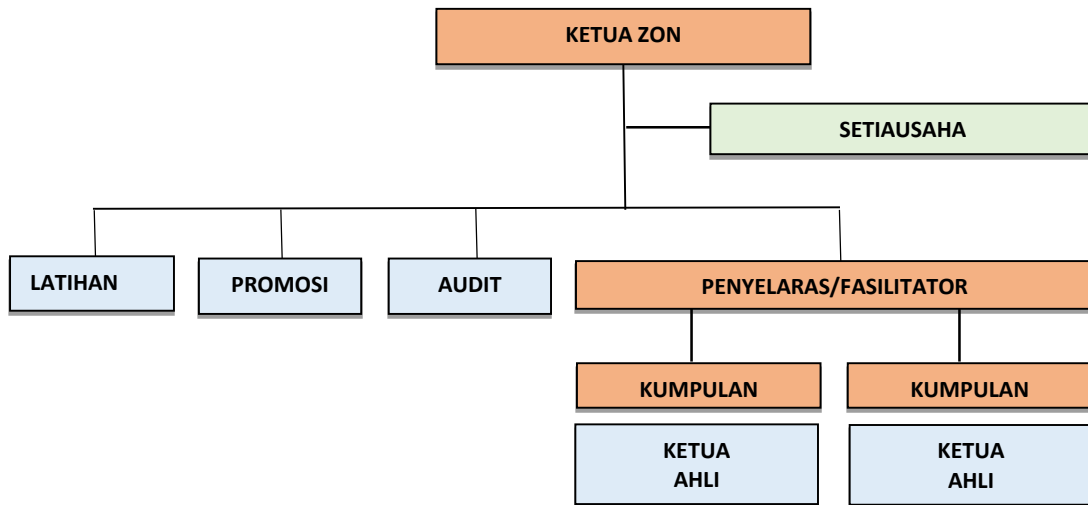 KETUA ZON
SETIAUSAHA
LATIHAN
PROMOSI
AUDIT
PENYELARAS/FASILITATOR
KUMPULAN
KUMPULAN
KETUA
AHLI
KETUA
AHLI